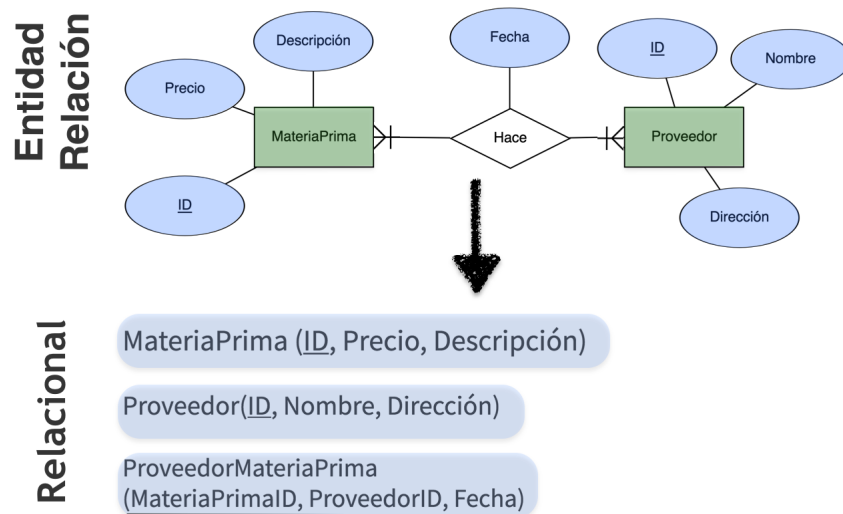 Entidad
Relación
Descripción
Fecha
ID
Nombre
Precio
MateriaPrima
Hace
Proveedor
ID
Dirección
Relacional
MateriaPrima (ID, Precio, Descripción)
Proveedor(ID, Nombre, Dirección)
ProveedorMateriaPrima
(MateriaPrimaID, ProveedorID, Fecha)